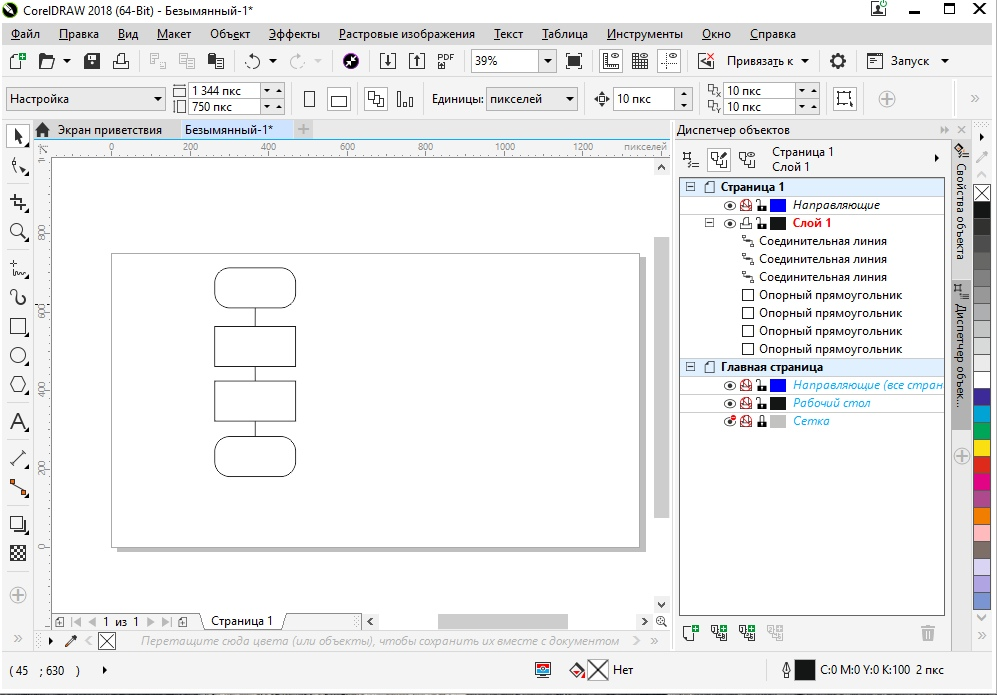 CorelDRAW 2018 (64-Bit) - Безымянный-1*
Файл Правка Вид Макет Объект Эффекты Растровые изображения Текст Таблица Инструменты Окно Справка
PDF 39% Привязать к Запуск
Настройка 1 344 пкс 750 пкс Единицы: пикселей 10 пкс 10 пкс 10 пкс
Экран приветствия Безымянный-1*
0 200 400 600 800 1000 1200 пикселей
800
600
400
200
0
Диспетчер объектов
Страница 1
Слой 1
Страница 1
Направляющие
Слой 1
Соединительная линия
Соединительная линия
Соединительная линия
Опорный прямоугольник
Опорный прямоугольник
Опорный прямоугольник
Опорный прямоугольник
Главная страница
Направляющие (все стран
Рабочий стол
Сетка
Свойства объекта
Диспетчер объек...
1 из 1 Страница 1
Перетащите сюда цвета (или объекты), чтобы сохранить их вместе с документом
( 45 ; 630 ) Нет C:0 M:0 Y:0 K:100 2 пкс